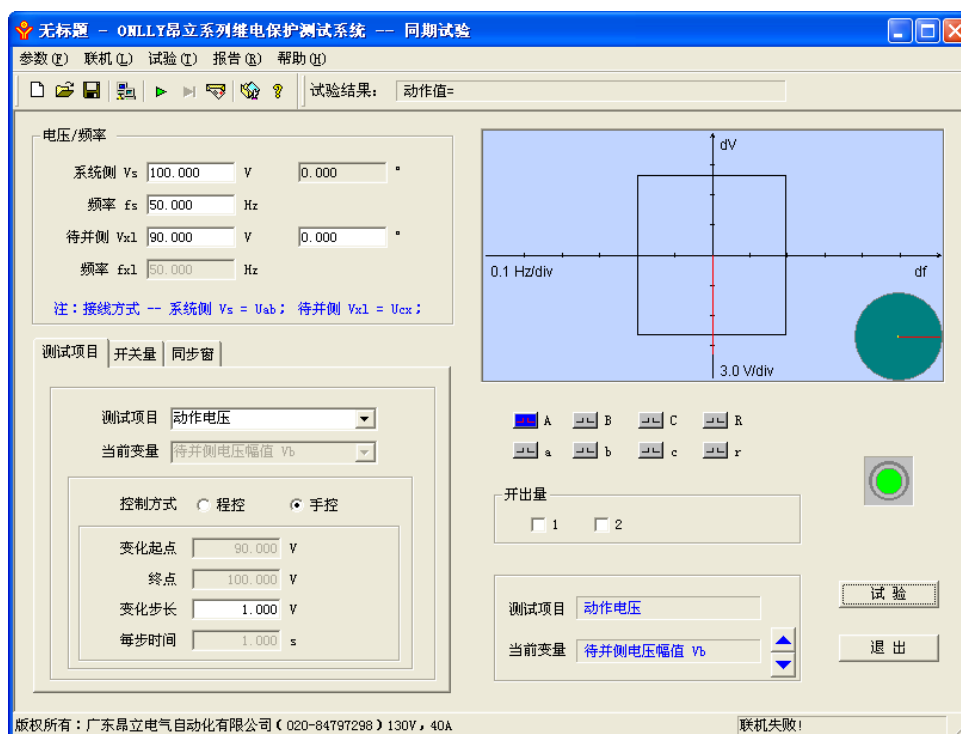 无标题 - ONLLY昂立系列继电保护测试系统 -- 同期试验
参数(F) 联机(L) 试验(T) 报告(R) 帮助(H)
试验结果: 动作值=
电压/频率
系统侧 Vs 100.000 V 0.000 °
频率 fs 50.000 Hz
待并侧 Vxl 90.000 V 0.000 °
频率 fxl 50.000 Hz
注:接线方式 -- 系统侧 Vs = Uab; 待并侧 Vxl = Ucx;
dV
0.1 Hz/div
df
3.0 V/div
测试项目 开关量 同步窗
测试项目 动作电压
当前变量 待并侧电压幅值 Vb
控制方式 程控 手控
变化起点 90.000 V
终点 100.000 V
变化步长 1.000 V
每步时间 1.000 s
A B C R
a b c r
开出量
1 2
测试项目 动作电压
当前变量 待并侧电压幅值 Vb
试 验
退 出
版权所有:广东昂立电气自动化有限公司(020-84797298)130V,40A
联机失败!